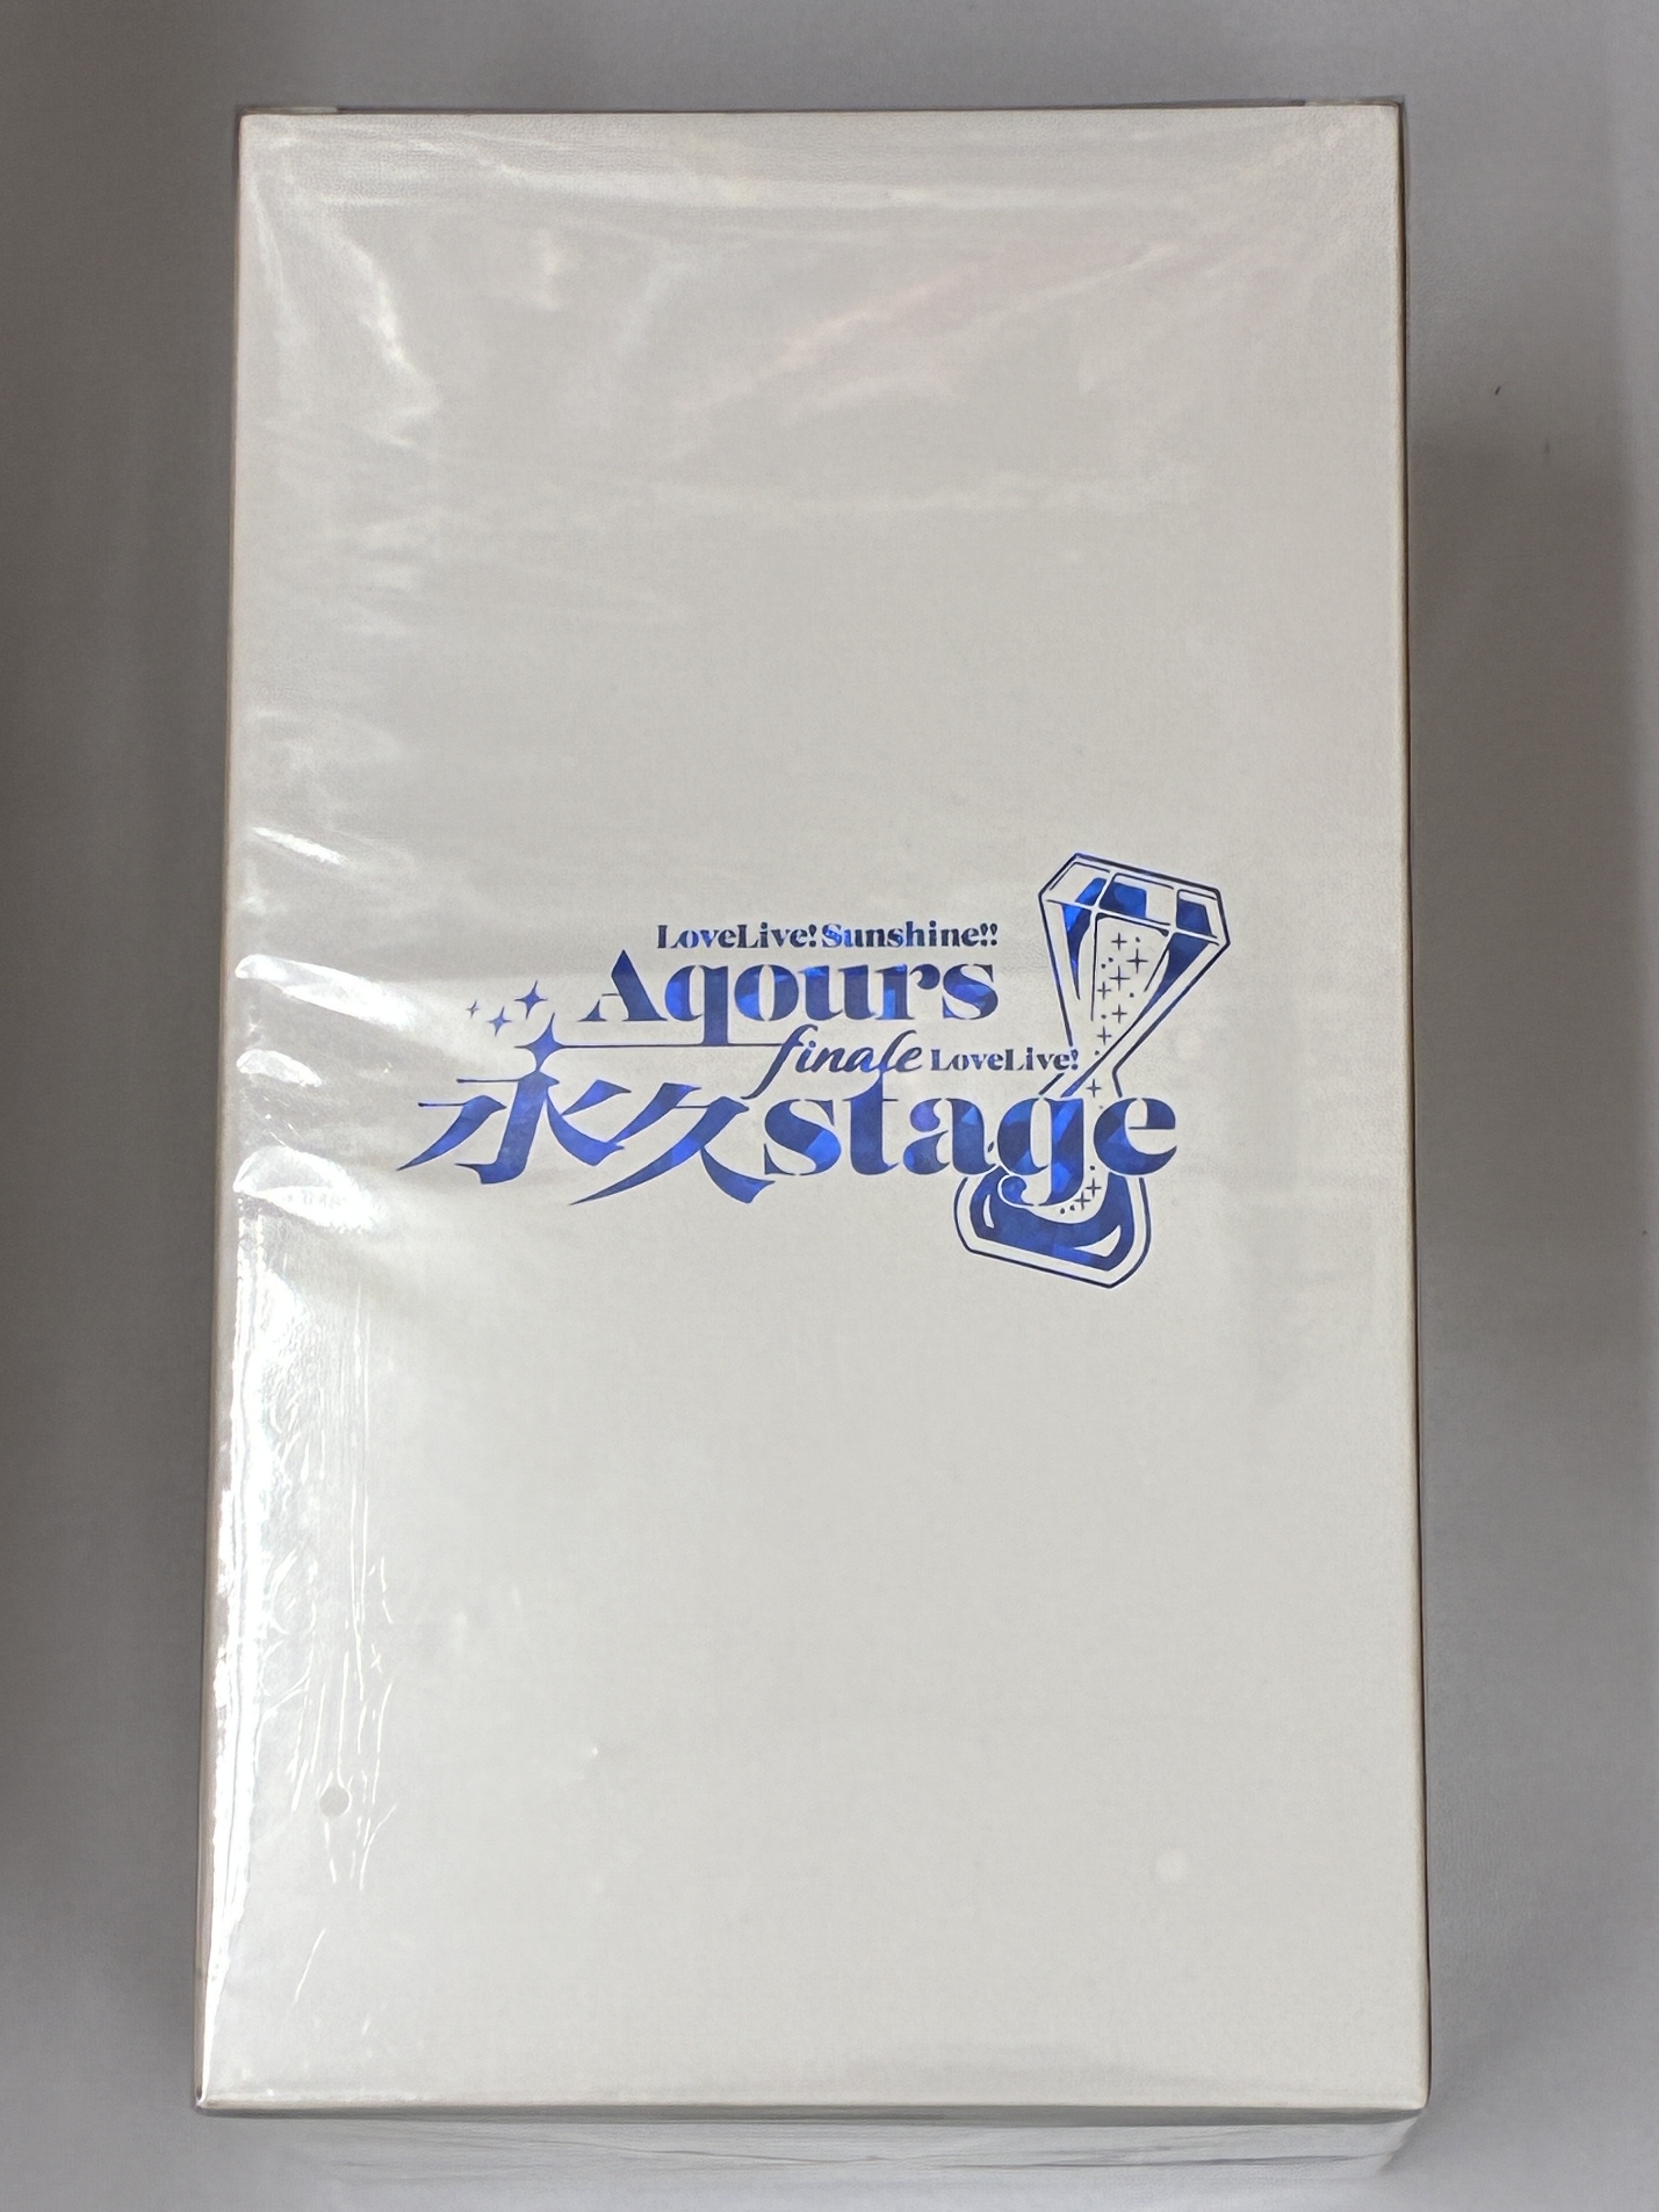 LoveLive! Sunshine!!
Aqours
finale LoveLive!
永久stage